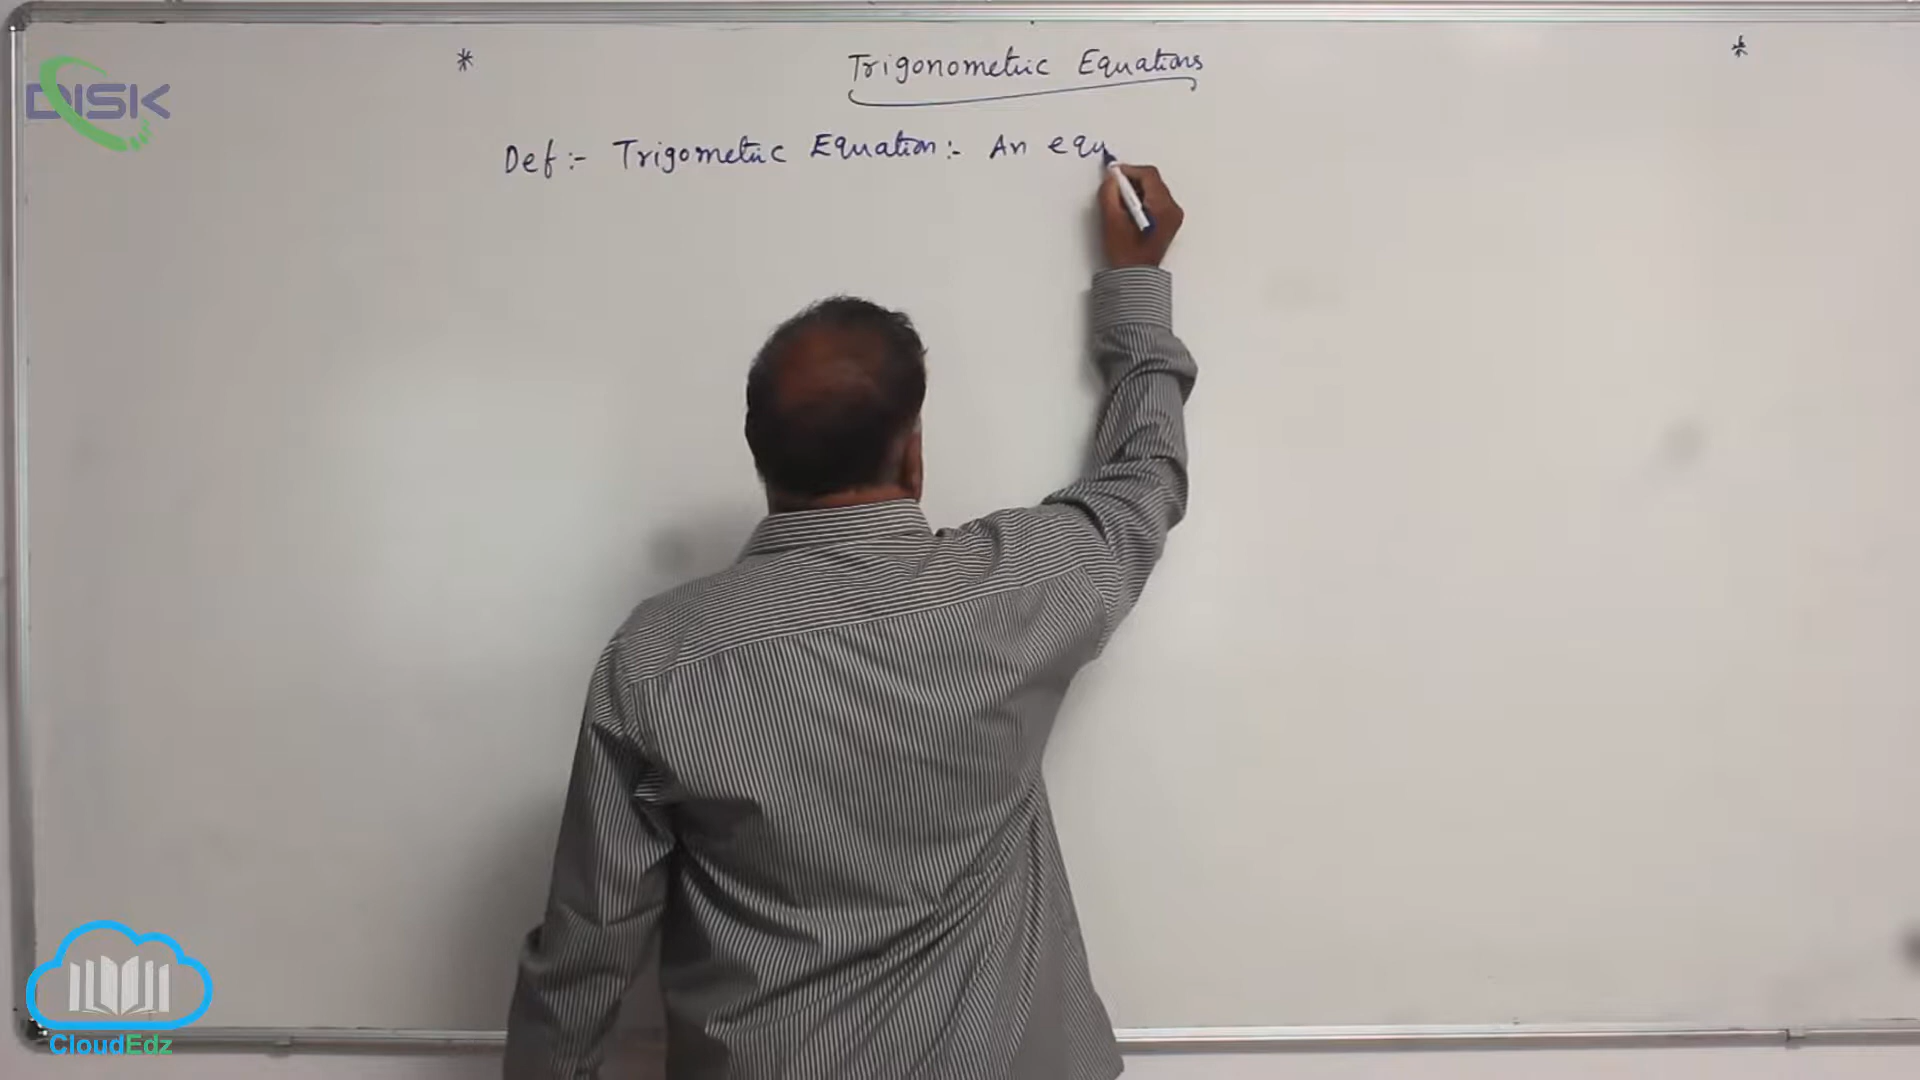 * Trigonometric Equations *
DISK
Def:- Trigometric Equation:- An equ
CloudEdz